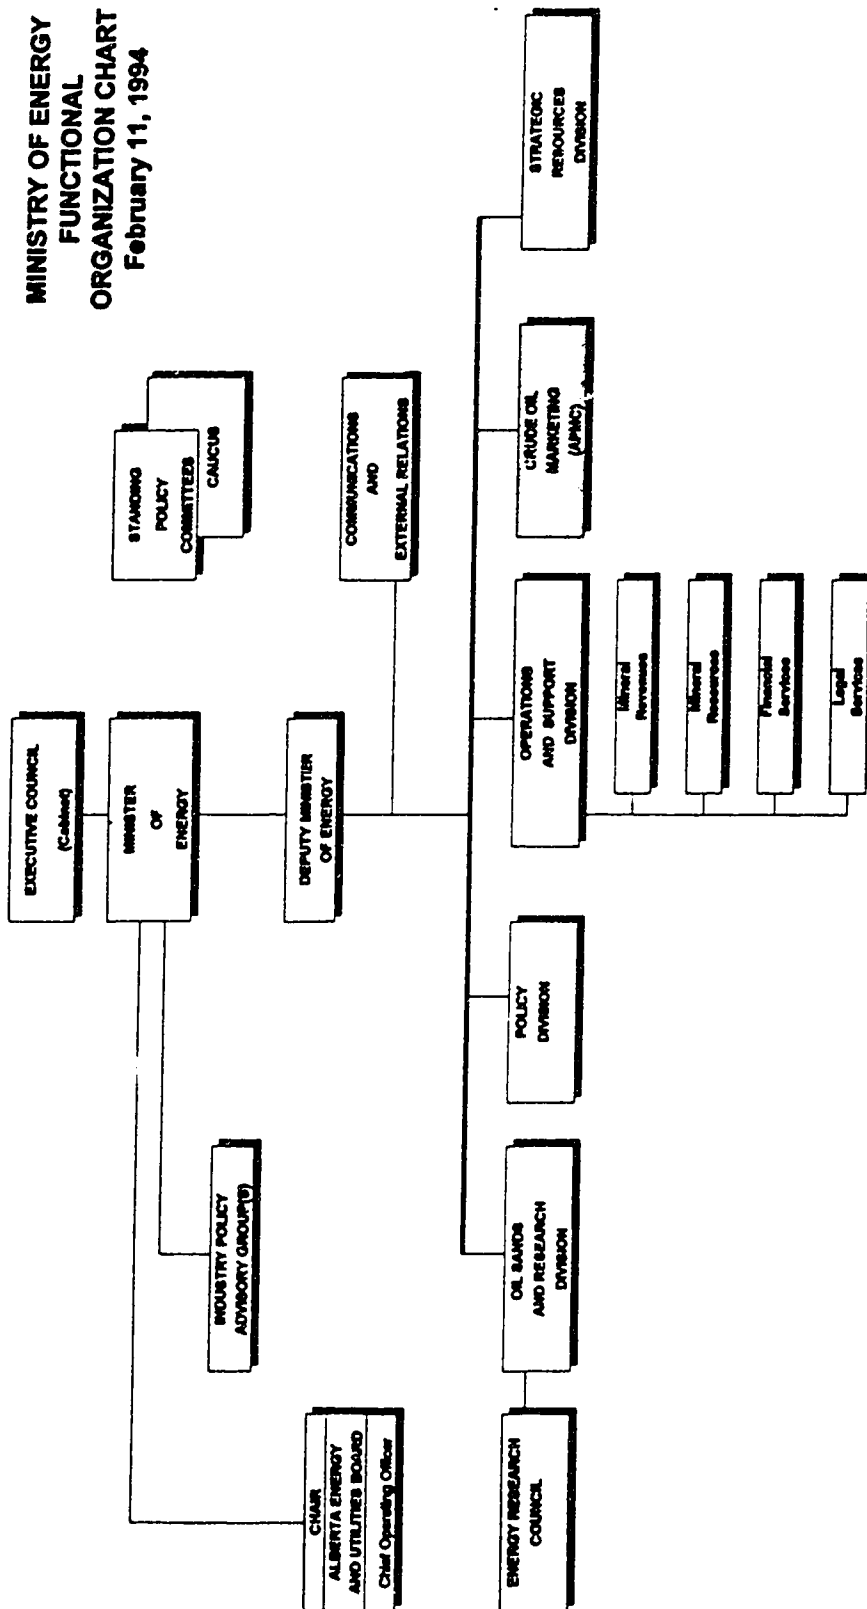 MINISTRY OF ENERGY
FUNCTIONAL
ORGANIZATION CHART
February 11, 1994
EXECUTIVE COUNCIL
(Cabinet)
STANDING
POLICY
COMMITTEES
CAUCUS
MINISTER
OF
ENERGY
INDUSTRY POLICY
ADVISORY GROUP(S)
CHAIR
ALBERTA ENERGY
AND UTILITIES BOARD
Chief Operating Officer
DEPUTY MINISTER
OF ENERGY
COMMUNICATIONS
AND
EXTERNAL RELATIONS
ENERGY RESEARCH
COUNCIL
OIL SANDS
AND RESEARCH
DIVISION
POLICY
DIVISION
OPERATIONS
AND SUPPORT
DIVISION
CRUDE OIL
MARKETING
(APMC)
STRATEGIC
RESOURCES
DIVISION
Mineral
Revenues
Mineral
Resources
Financial
Services
Legal
Services